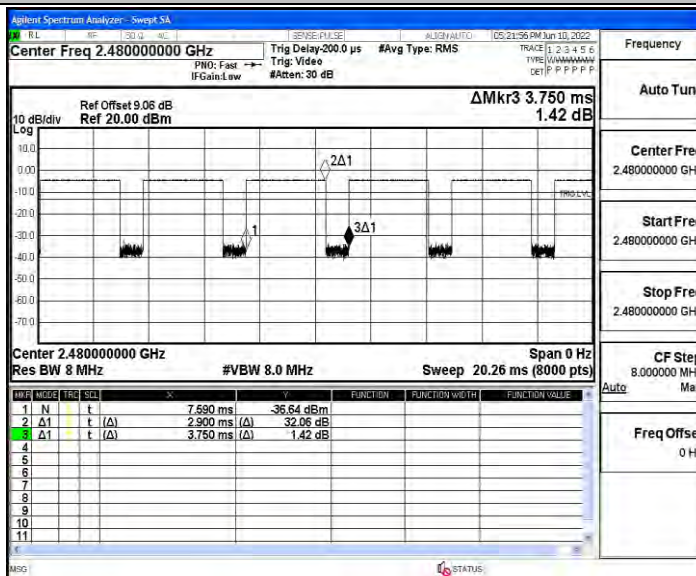 Agilent Spectrum Analyzer - Swept SA
RL RF 50 Ω AC SENSE:PULSE ALIGN AUTO 05:21:56 PM Jun 10, 2022
Center Freq 2.480000000 GHz
Trig Delay-200.0 µs #Avg Type: RMS
TRACE 1 2 3 4 5 6
PNO: Fast
Trig: Video
TYPE WWWWWWW
IFGain:Low
#Atten: 30 dB
DET P P P P P P
Frequency
Auto Tun
ΔMkr3 3.750 ms
Ref Offset 9.06 dB
1.42 dB
10 dB/div Ref 20.00 dBm
Log
10.0
0.00
-10.0
-20.0
-30.0
-40.0
-50.0
-60.0
-70.0
2Δ1
TRIG LVL
1
3Δ1
Center Fre
2.480000000 GH
Start Fre
2.480000000 GH
Stop Fre
2.480000000 GH
CF Step
8.000000 MH
Auto Ma
Freq Offse
0 H
Center 2.480000000 GHz Span 0 Hz
Res BW 8 MHz #VBW 8.0 MHz Sweep 20.26 ms (8000 pts)
MKR MODE TRC SCL X Y FUNCTION FUNCTION WIDTH FUNCTION VALUE
1 N t 7.590 ms -36.64 dBm
2 Δ1 t (Δ) 2.900 ms (Δ) 32.06 dB
3 Δ1 t (Δ) 3.750 ms (Δ) 1.42 dB
4
5
6
7
8
9
10
11
MSG STATUS